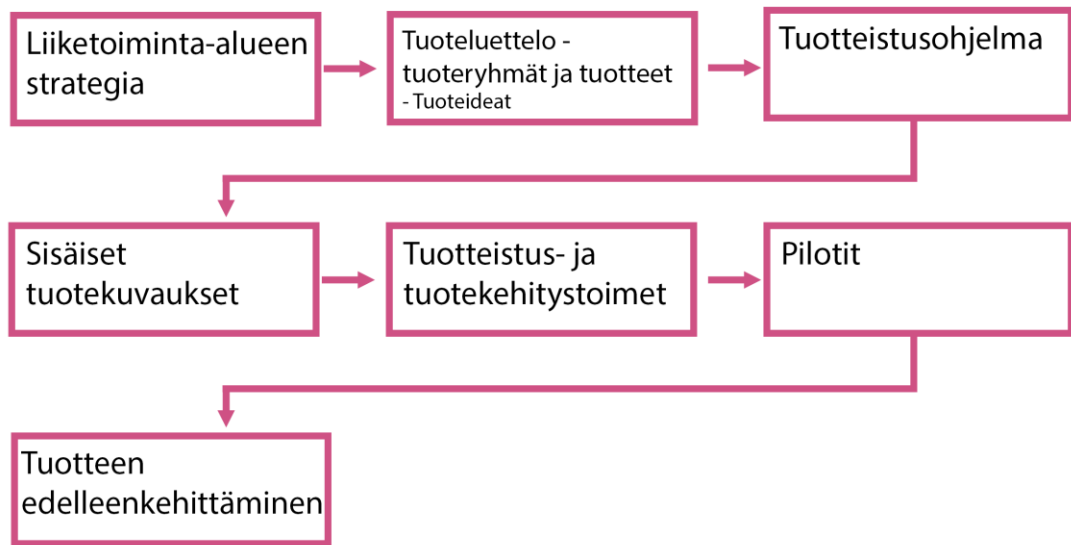 Liiketoiminta-alueen
strategia
Tuoteluettelo -
tuoteryhmät ja tuotteet
- Tuoteideat
Tuotteistusohjelma
Sisäiset
tuotekuvaukset
Tuotteistus- ja
tuotekehitystoimet
Pilotit
Tuotteen
edelleenkehittäminen